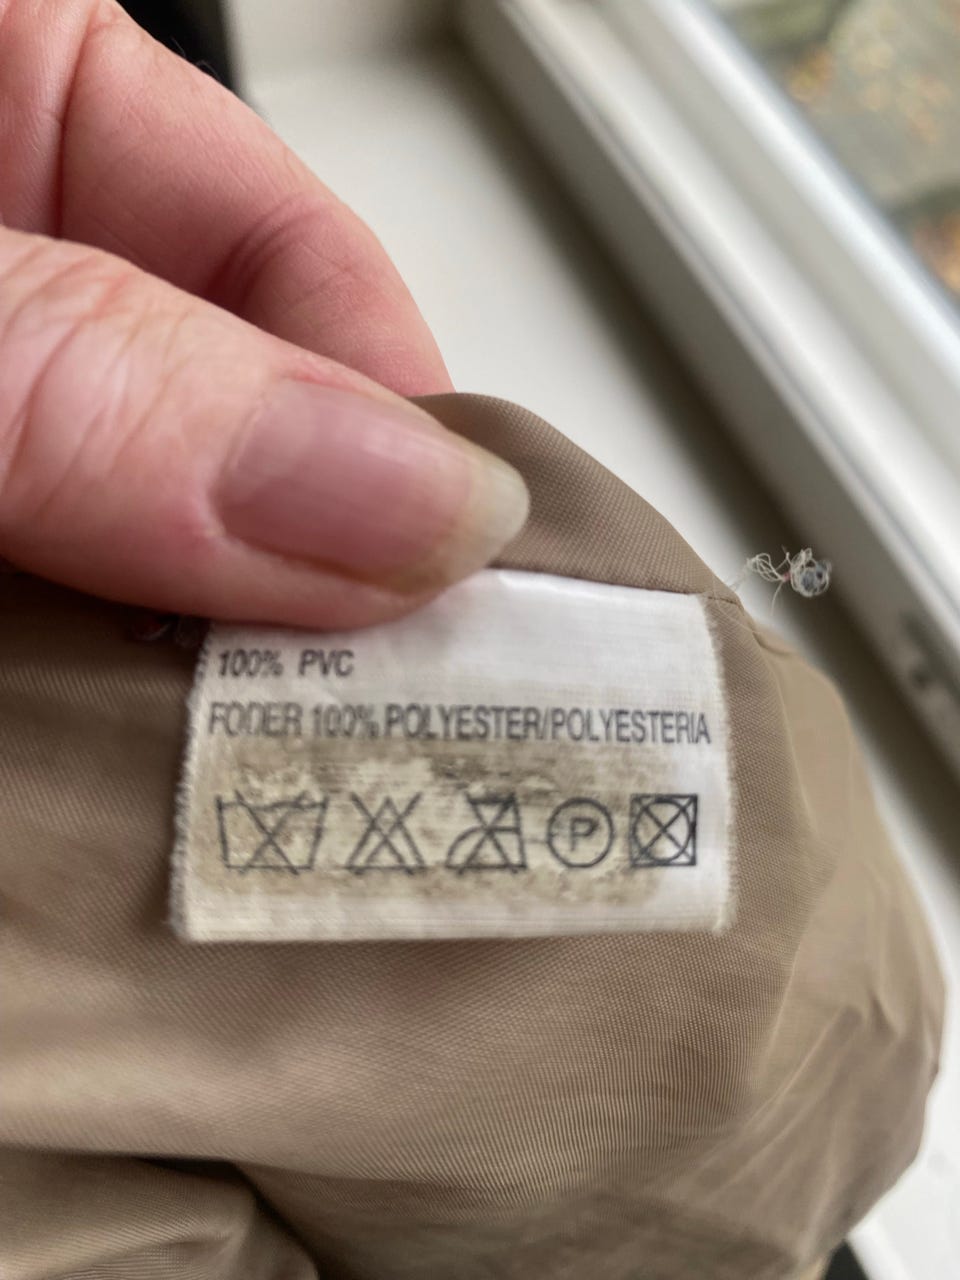 100% PVC
FODER 100% POLYESTER/POLYESTERIA
P